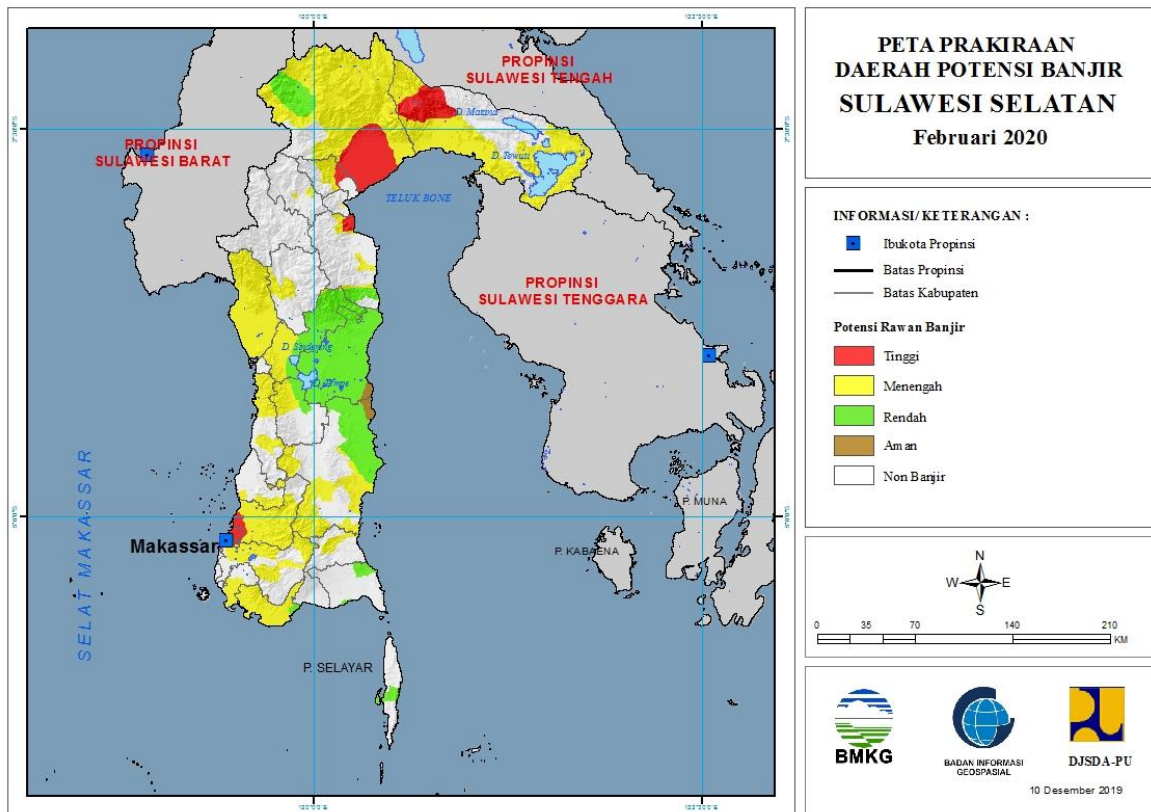 PROPINSI
SULAWESI TENGAH
D. Matana
PROPINSI
SULAWESI BARAT
D. Towuti
TELUK BONE
PROPINSI
SULAWESI TENGGARA
D. Sindereng
D. Tempe
SELAT MAKASSAR
P. MUNA
Makassar
P. KABAENA
P. SELAYAR
PETA PRAKIRAAN
DAERAH POTENSI BANJIR
SULAWESI SELATAN
Februari 2020
INFORMASI/ KETERANGAN :
Ibukota Propinsi
Batas Propinsi
Batas Kabupaten
Potensi Rawan Banjir
Tinggi
Menengah
Rendah
Aman
Non Banjir
N
W E
S
0 35 70 140 210
KM
BMKG
BADAN INFORMASI
GEOSPASIAL
DJSDA-PU
10 Desember 2019